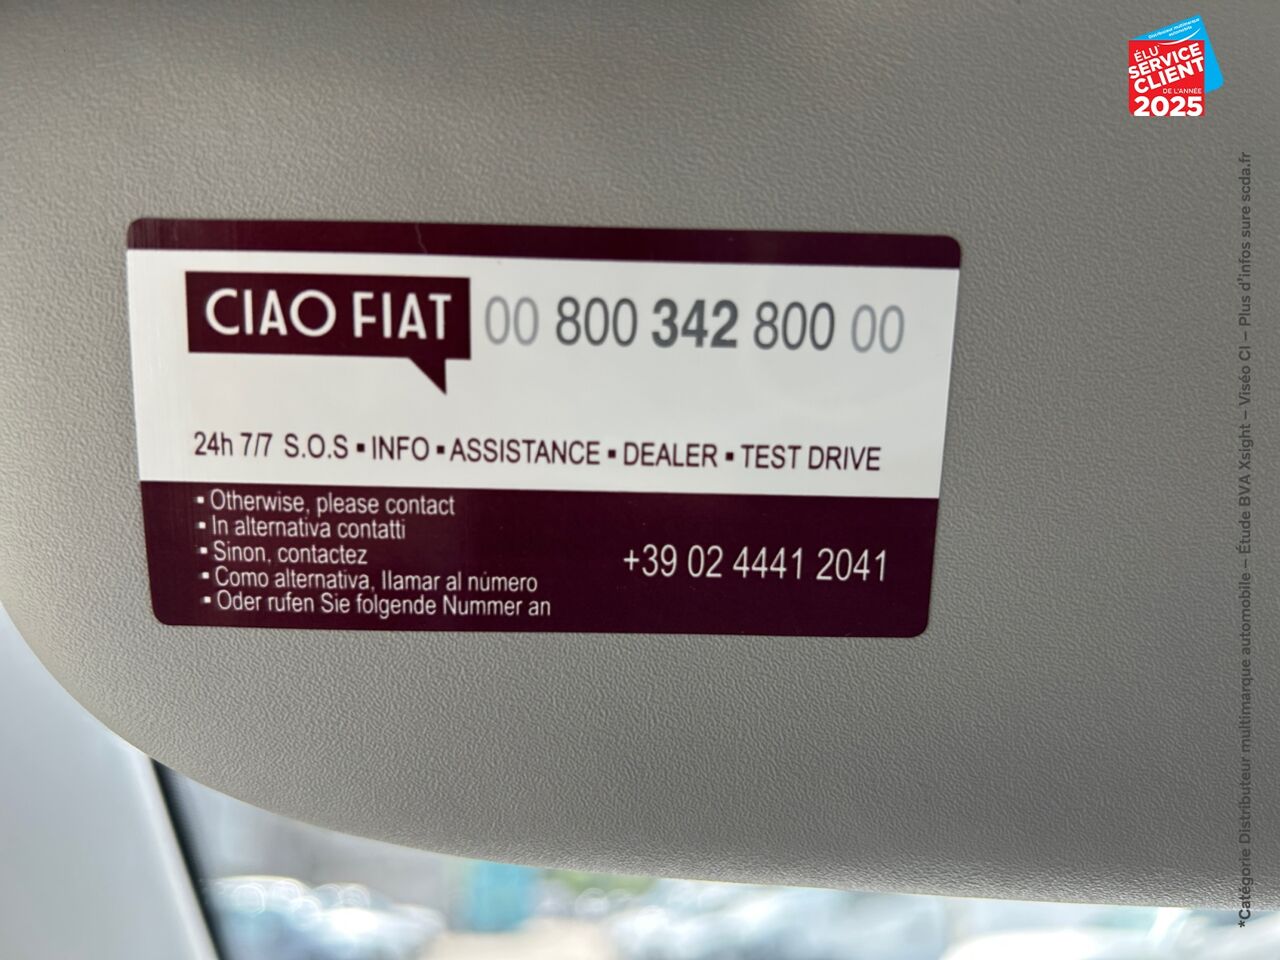 Distributeur multimarque
automobile
ÉLU
SERVICE
CLIENT
DE L'ANNÉE
2025
CIAO FIAT 00 800 342 800 00
24h 7/7 S.O.S ▪ INFO ▪ ASSISTANCE ▪ DEALER ▪ TEST DRIVE
▪ Otherwise, please contact
▪ In alternativa contatti
▪ Sinon, contactez
▪ Como alternativa, llamar al número
▪ Oder rufen Sie folgende Nummer an
+39 02 4441 2041
*Catégorie Distributeur multimarque automobile – Étude BVA Xsight – Viséo CI – Plus d'infos sure scda.fr